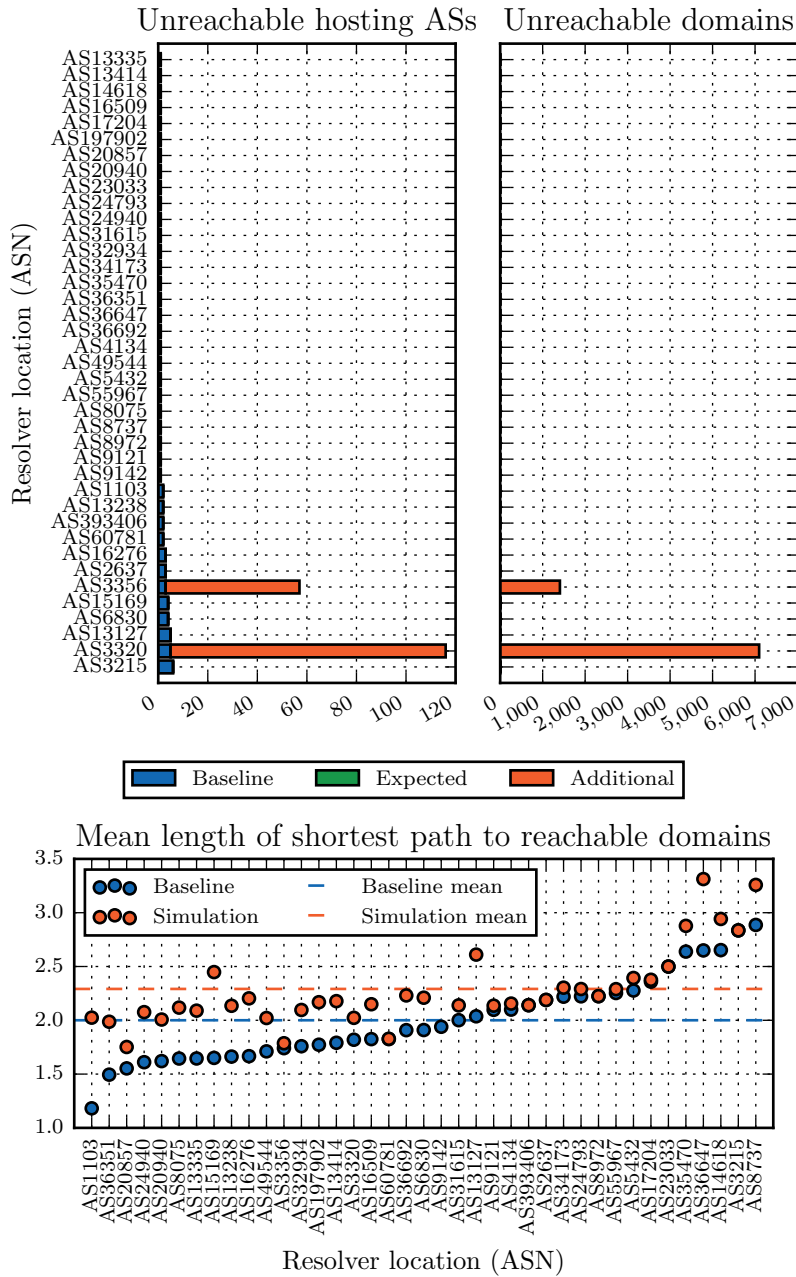 Unreachable hosting ASs
Unreachable domains
Resolver location (ASN)
AS13335
AS13414
AS14618
AS16509
AS17204
AS197902
AS20857
AS20940
AS23033
AS24793
AS24940
AS31615
AS32934
AS34173
AS35470
AS36351
AS36647
AS36692
AS4134
AS49544
AS5432
AS55967
AS8075
AS8737
AS8972
AS9121
AS9142
AS1103
AS13238
AS393406
AS60781
AS16276
AS2637
AS3356
AS15169
AS6830
AS13127
AS3320
AS3215
0 20 40 60 80 100 120
0 1,000 2,000 3,000 4,000 5,000 6,000 7,000
Baseline Expected Additional
Mean length of shortest path to reachable domains
3.5
3.0
2.5
2.0
1.5
1.0
Baseline Baseline mean
Simulation Simulation mean
AS1103
AS36351
AS20857
AS24940
AS20940
AS8075
AS13335
AS15169
AS13238
AS16276
AS49544
AS3356
AS32934
AS197902
AS13414
AS3320
AS16509
AS60781
AS36692
AS6830
AS9142
AS31615
AS13127
AS9121
AS4134
AS393406
AS2637
AS34173
AS24793
AS8972
AS55967
AS5432
AS17204
AS23033
AS35470
AS36647
AS14618
AS3215
AS8737
Resolver location (ASN)